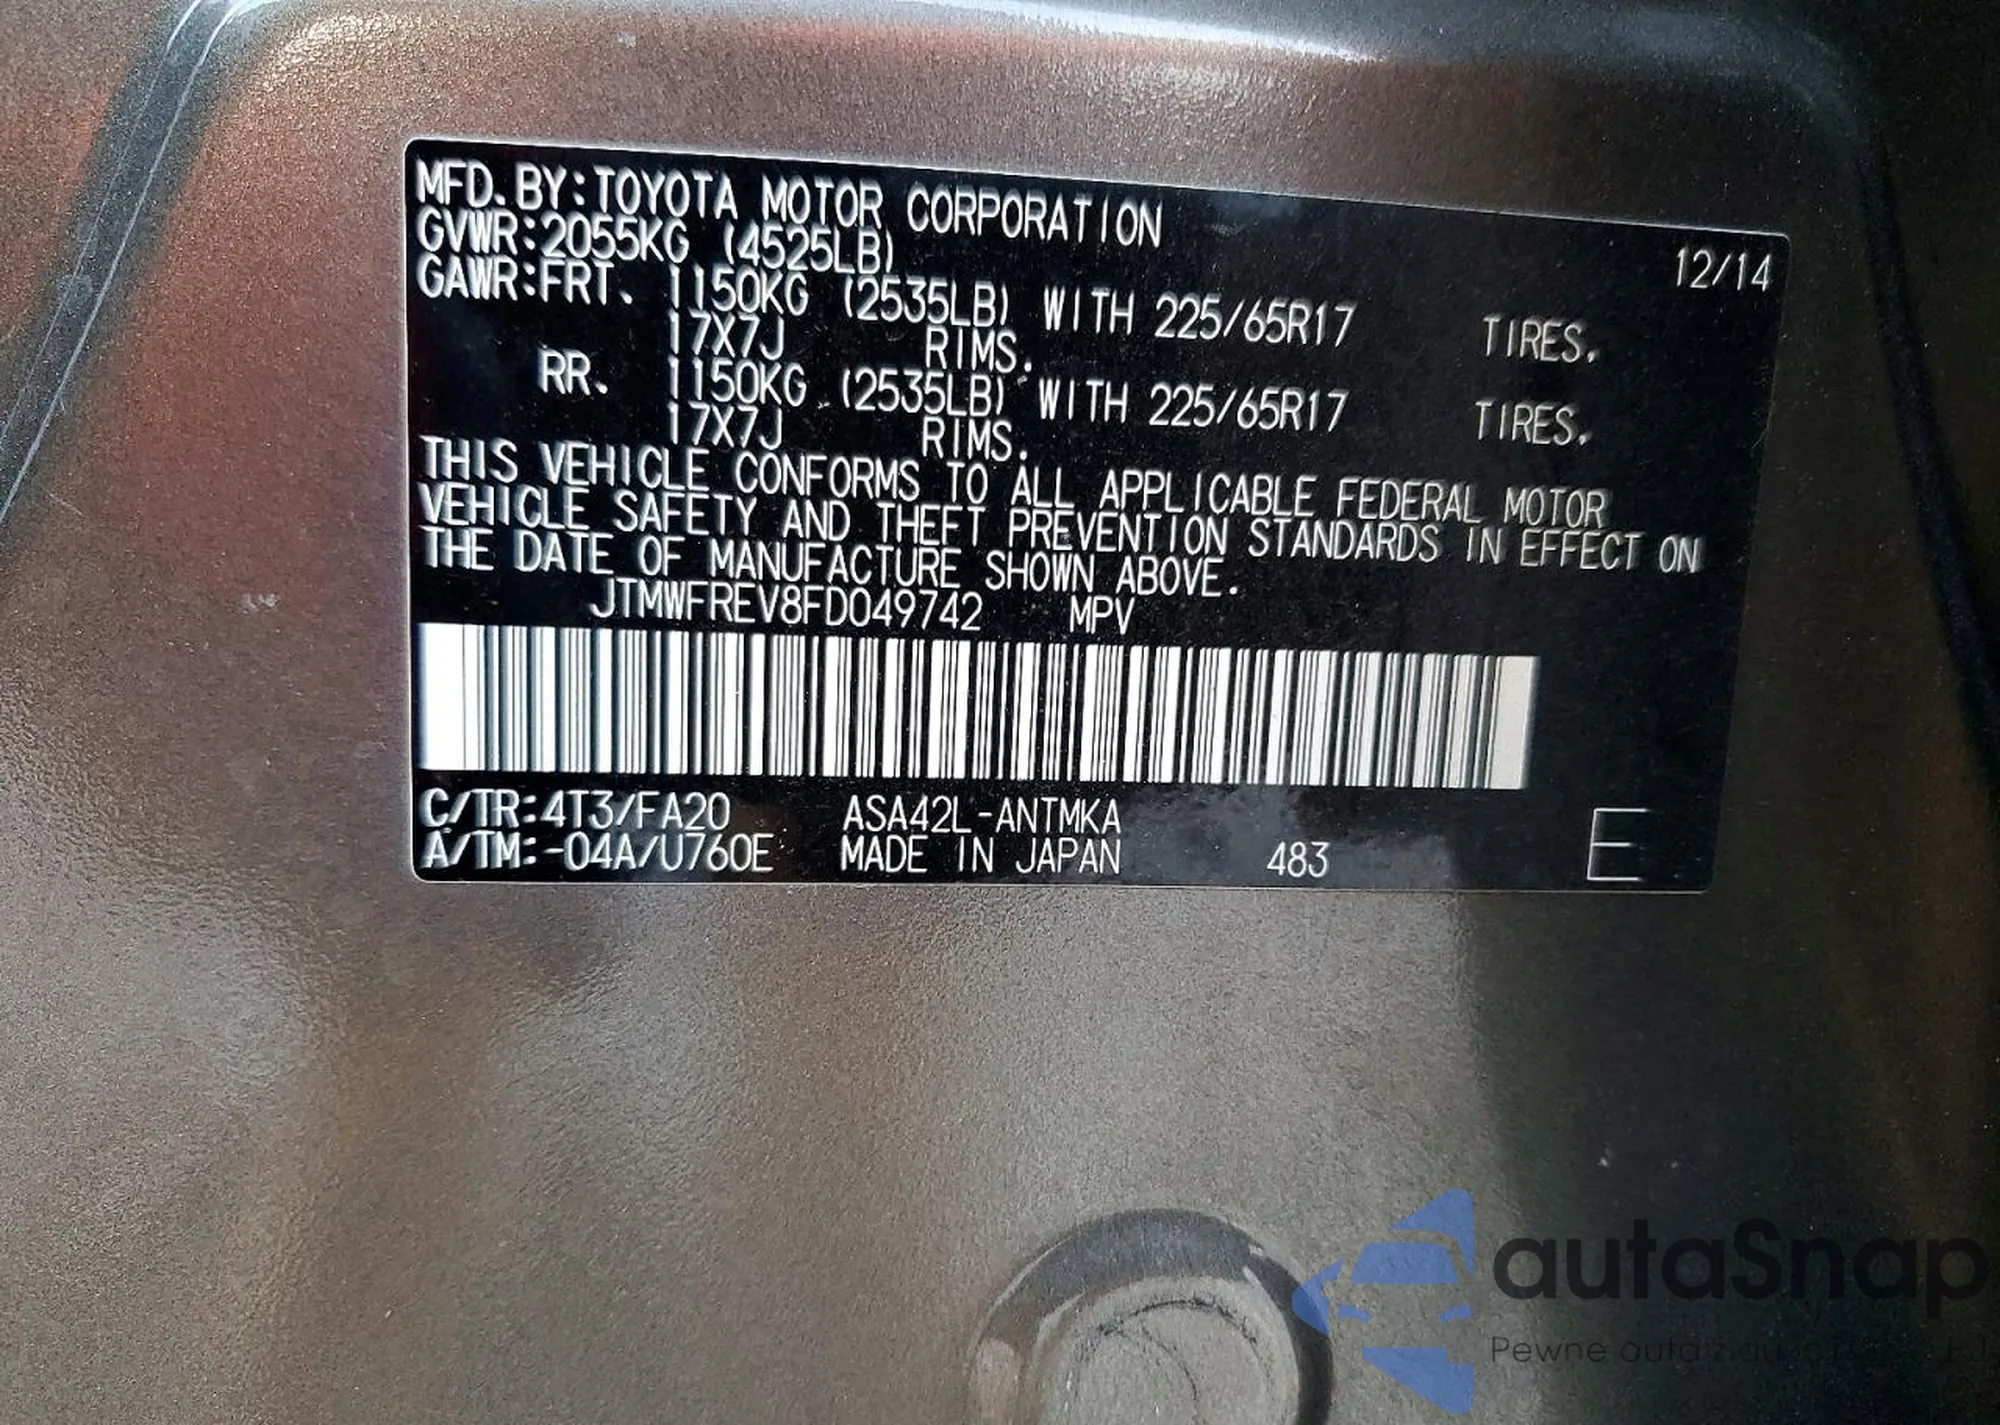 MFD. BY: TOYOTA MOTOR CORPORATION 12/14
GVWR: 2055KG (4525LB)
GAWR: FRT. 1150KG (2535LB) WITH 225/65R17 TIRES.
17X7J RIMS.
RR. 1150KG (2535LB) WITH 225/65R17 TIRES.
17X7J RIMS.
THIS VEHICLE CONFORMS TO ALL APPLICABLE FEDERAL MOTOR
VEHICLE SAFETY AND THEFT PREVENTION STANDARDS IN EFFECT ON
THE DATE OF MANUFACTURE SHOWN ABOVE.
JTMWFREV8FD049742 MPV
C/TR: 4T3/FA20 ASA42L-ANTMKA
A/TM: -04A/U760E MADE IN JAPAN 483 E
autaSnap
Pewne auta z